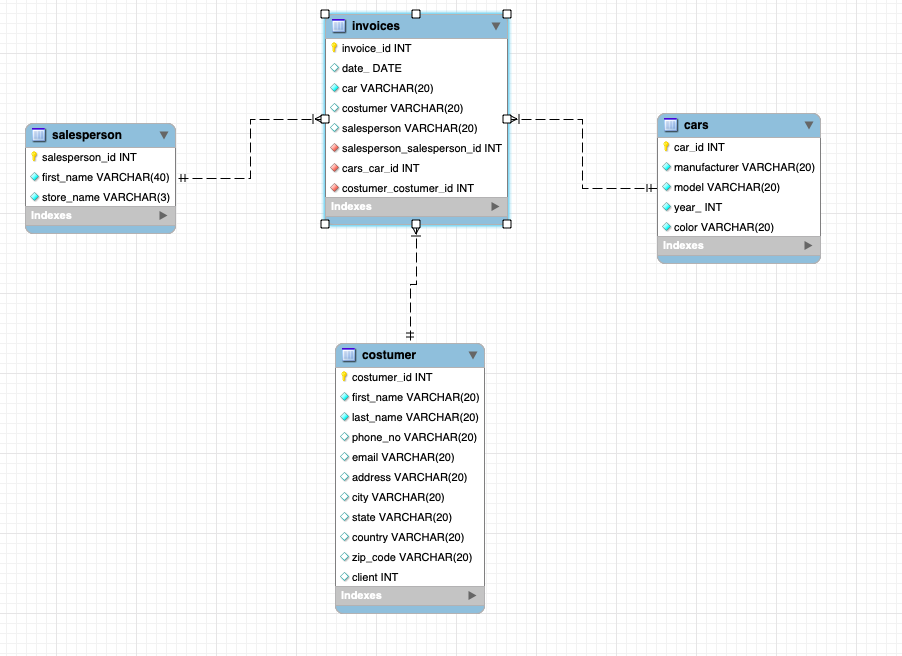 invoices
invoice_id INT
date_ DATE
car VARCHAR(20)
costumer VARCHAR(20)
salesperson VARCHAR(20)
salesperson_salesperson_id INT
cars_car_id INT
costumer_costumer_id INT
Indexes
salesperson
salesperson_id INT
first_name VARCHAR(40)
store_name VARCHAR(3)
Indexes
cars
car_id INT
manufacturer VARCHAR(20)
model VARCHAR(20)
year_ INT
color VARCHAR(20)
Indexes
costumer
costumer_id INT
first_name VARCHAR(20)
last_name VARCHAR(20)
phone_no VARCHAR(20)
email VARCHAR(20)
address VARCHAR(20)
city VARCHAR(20)
state VARCHAR(20)
country VARCHAR(20)
zip_code VARCHAR(20)
client INT
Indexes